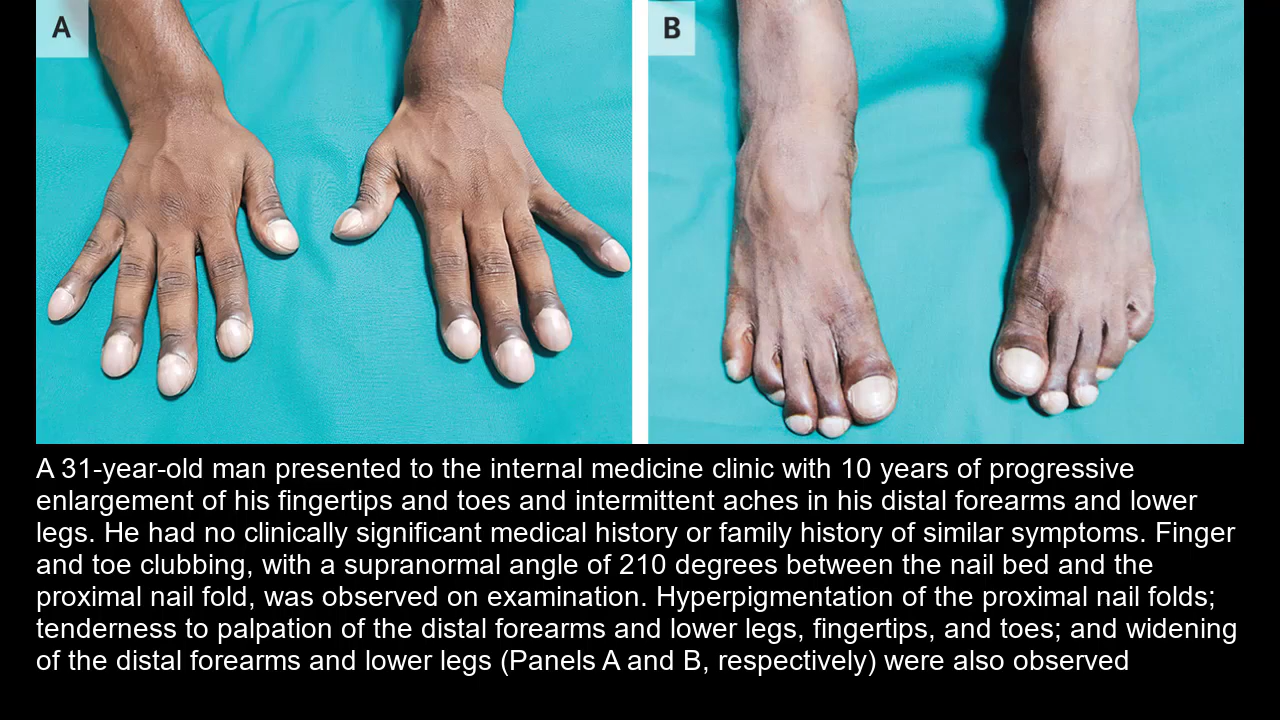 A
B
A 31-year-old man presented to the internal medicine clinic with 10 years of progressive
enlargement of his fingertips and toes and intermittent aches in his distal forearms and lower
legs. He had no clinically significant medical history or family history of similar symptoms. Finger
and toe clubbing, with a supranormal angle of 210 degrees between the nail bed and the
proximal nail fold, was observed on examination. Hyperpigmentation of the proximal nail folds;
tenderness to palpation of the distal forearms and lower legs, fingertips, and toes; and widening
of the distal forearms and lower legs (Panels A and B, respectively) were also observed